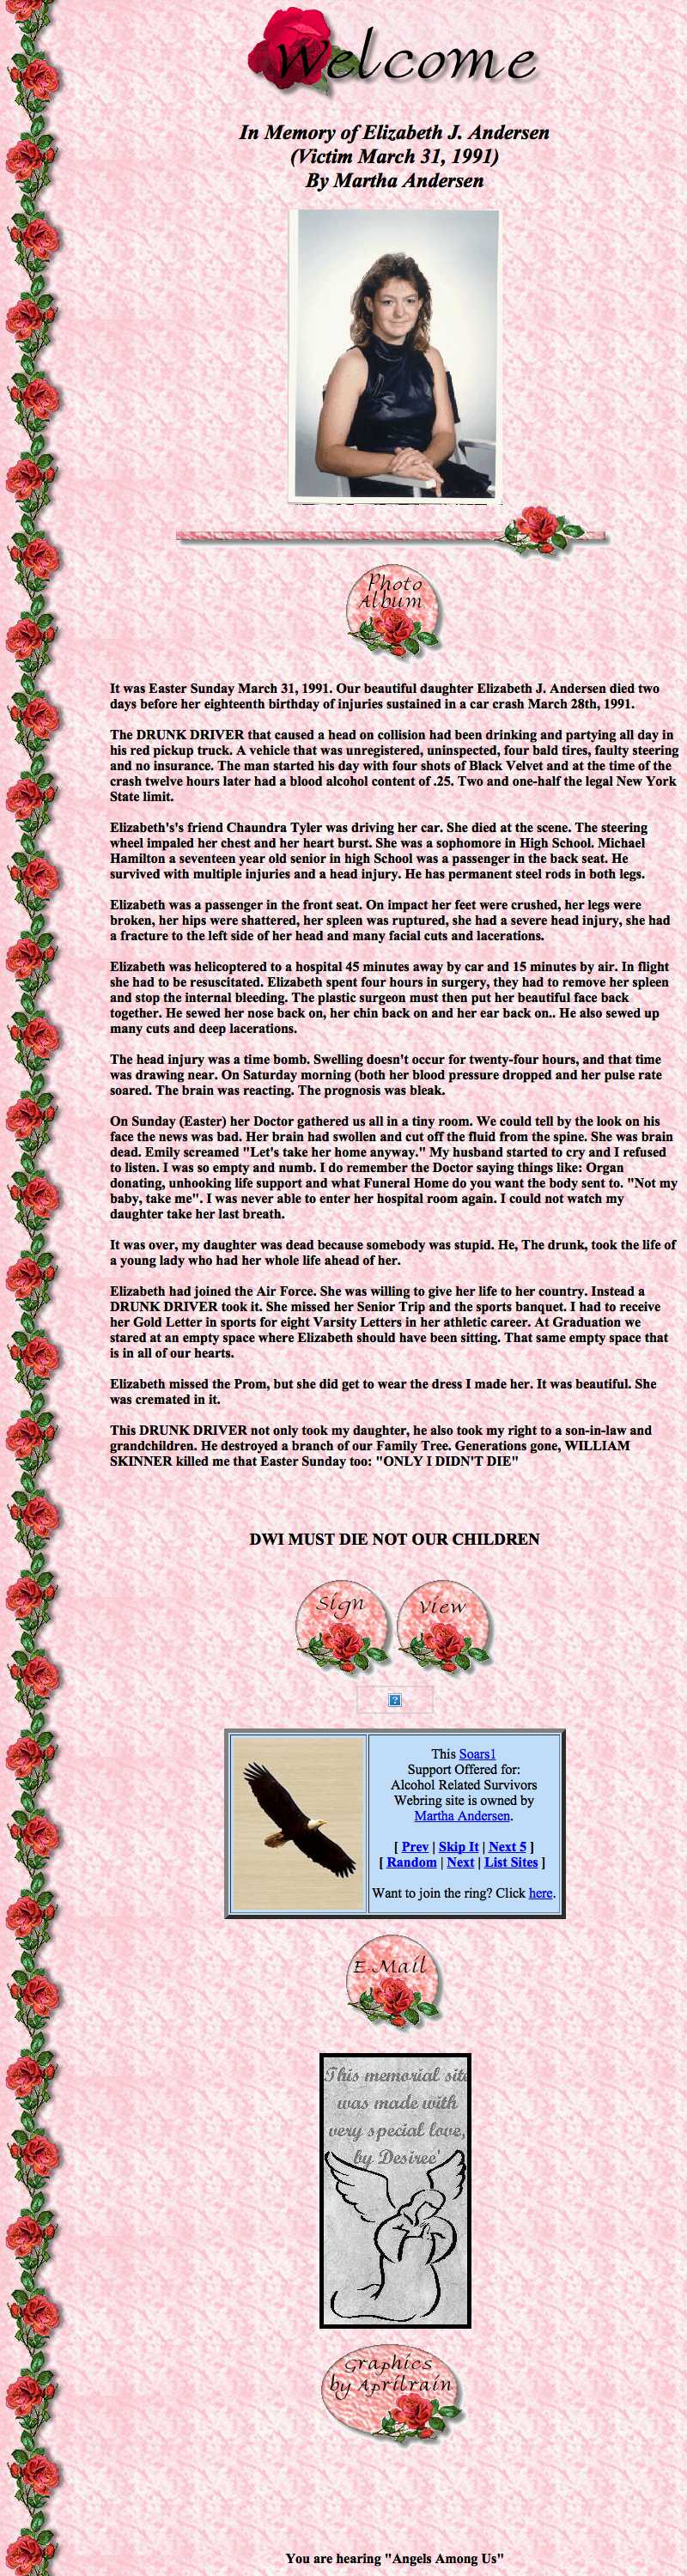 Welcome
In Memory of Elizabeth J. Andersen
(Victim March 31, 1991)
By Martha Andersen
Photo
Album
It was Easter Sunday March 31, 1991. Our beautiful daughter Elizabeth J. Andersen died two
days before her eighteenth birthday of injuries sustained in a car crash March 28th, 1991.
The DRUNK DRIVER that caused a head on collision had been drinking and partying all day in
his red pickup truck. A vehicle that was unregistered, uninspected, four bald tires, faulty steering
and no insurance. The man started his day with four shots of Black Velvet and at the time of the
crash twelve hours later had a blood alcohol content of .25. Two and one-half the legal New York
State limit.
Elizabeth's's friend Chaundra Tyler was driving her car. She died at the scene. The steering
wheel impaled her chest and her heart burst. She was a sophomore in High School. Michael
Hamilton a seventeen year old senior in high School was a passenger in the back seat. He
survived with multiple injuries and a head injury. He has permanent steel rods in both legs.
Elizabeth was a passenger in the front seat. On impact her feet were crushed, her legs were
broken, her hips were shattered, her spleen was ruptured, she had a severe head injury, she had
a fracture to the left side of her head and many facial cuts and lacerations.
Elizabeth was helicoptered to a hospital 45 minutes away by car and 15 minutes by air. In flight
she had to be resuscitated. Elizabeth spent four hours in surgery, they had to remove her spleen
and stop the internal bleeding. The plastic surgeon must then put her beautiful face back
together. He sewed her nose back on, her chin back on and her ear back on.. He also sewed up
many cuts and deep lacerations.
The head injury was a time bomb. Swelling doesn't occur for twenty-four hours, and that time
was drawing near. On Saturday morning (both her blood pressure dropped and her pulse rate
soared. The brain was reacting. The prognosis was bleak.
On Sunday (Easter) her Doctor gathered us all in a tiny room. We could tell by the look on his
face the news was bad. Her brain had swollen and cut off the fluid from the spine. She was brain
dead. Emily screamed "Let's take her home anyway." My husband started to cry and I refused
to listen. I was so empty and numb. I do remember the Doctor saying things like: Organ
donating, unhooking life support and what Funeral Home do you want the body sent to. "Not my
baby, take me". I was never able to enter her hospital room again. I could not watch my
daughter take her last breath.
It was over, my daughter was dead because somebody was stupid. He, The drunk, took the life of
a young lady who had her whole life ahead of her.
Elizabeth had joined the Air Force. She was willing to give her life to her country. Instead a
DRUNK DRIVER took it. She missed her Senior Trip and the sports banquet. I had to receive
her Gold Letter in sports for eight Varsity Letters in her athletic career. At Graduation we
stared at an empty space where Elizabeth should have been sitting. That same empty space that
is in all of our hearts.
Elizabeth missed the Prom, but she did get to wear the dress I made her. It was beautiful. She
was cremated in it.
This DRUNK DRIVER not only took my daughter, he also took my right to a son-in-law and
grandchildren. He destroyed a branch of our Family Tree. Generations gone, WILLIAM
SKINNER killed me that Easter Sunday too: "ONLY I DIDN'T DIE"
DWI MUST DIE NOT OUR CHILDREN
Sign View
This Soars1
Support Offered for:
Alcohol Related Survivors
Webring site is owned by
Martha Andersen.
[ Prev | Skip It | Next 5 ]
[ Random | Next | List Sites ]
Want to join the ring? Click here.
E-Mail
This memorial site
was made with
very special love,
by Desiree'
Graphics
by Aprilrain
You are hearing "Angels Among Us"